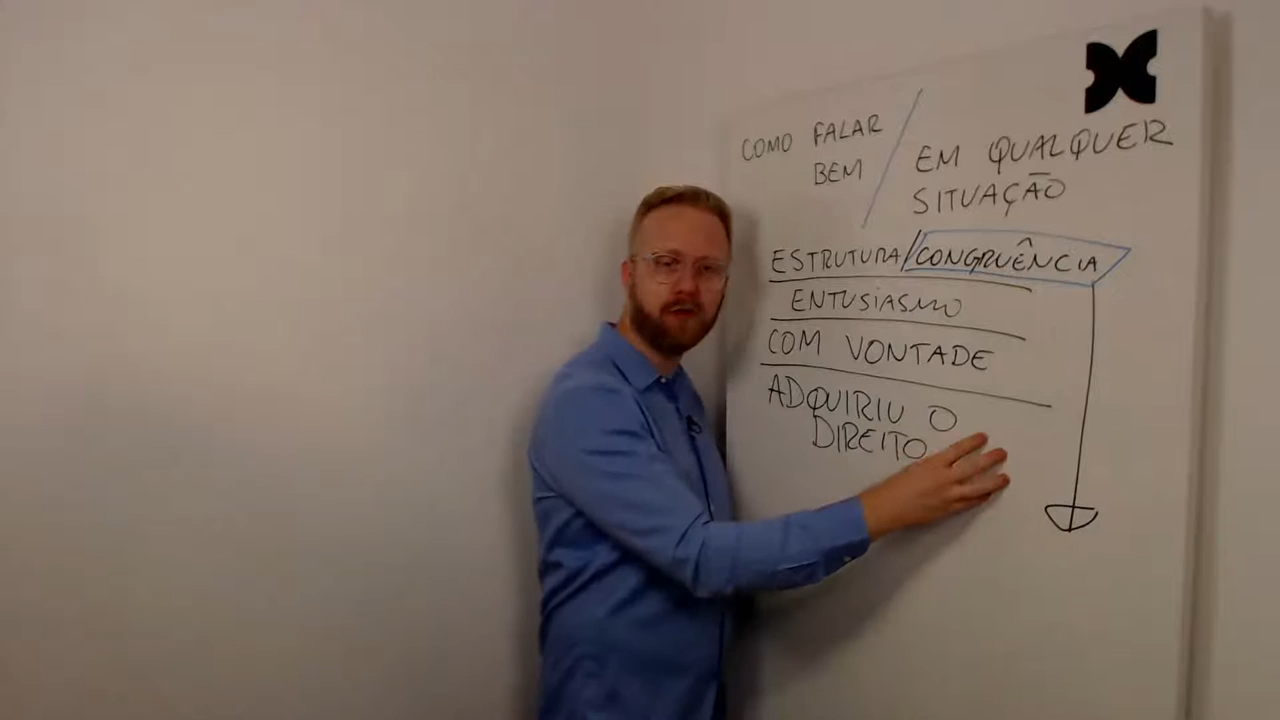 COMO FALAR
BEM
EM QUALQUER
SITUAÇÃO
ESTRUTURA/CONGRUÊNCIA
ENTUSIASMO
COM VONTADE
ADQUIRIU O
DIREITO